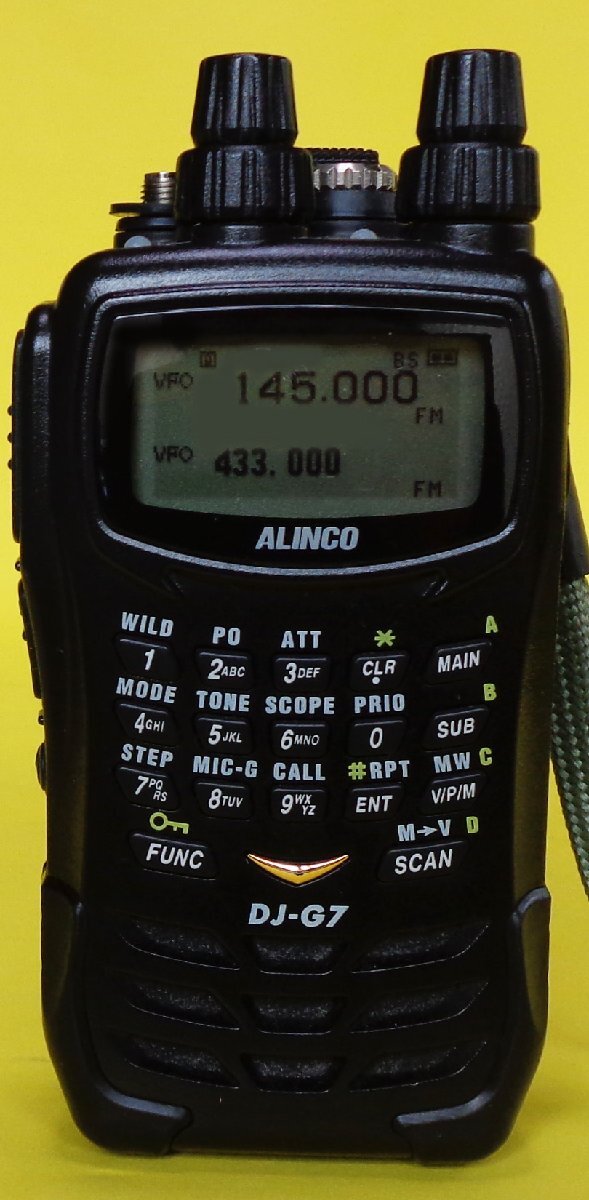 M BS
VFO 145.000
FM
VFO 433.000
FM
ALINCO
WILD PO ATT * A
1 2ABC 3DEF CLR MAIN
MODE TONE SCOPE PRIO B
4GHI 5JKL 6MNO 0 SUB
STEP MIC-G CALL #RPT MW C
7PQRS 8TUV 9WXYZ ENT V/P/M
M→V D
FUNC SCAN
DJ-G7